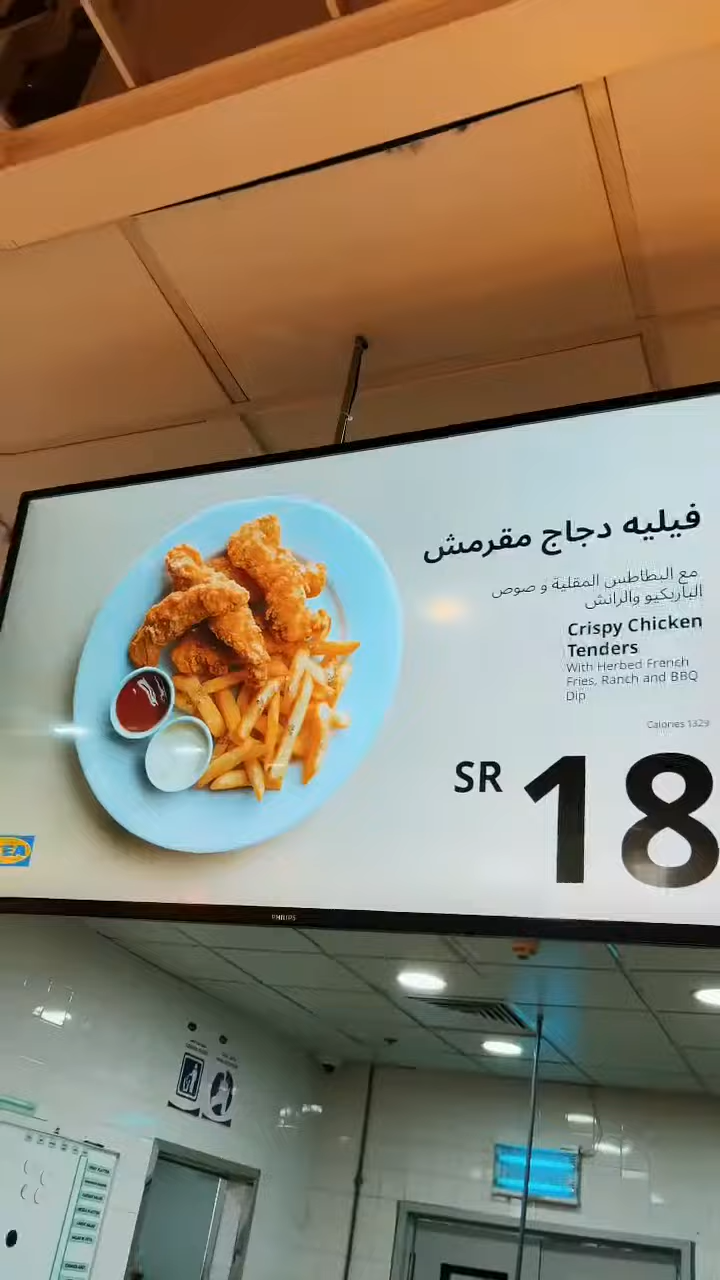 فيليه دجاج مقرمش
مع البطاطس المقلية و صوص
الباربكيو والرانش
Crispy Chicken
Tenders
With Herbed French
Fries, Ranch and BBQ
Dip
Calories 1329
SR 18
EA
PHILIPS